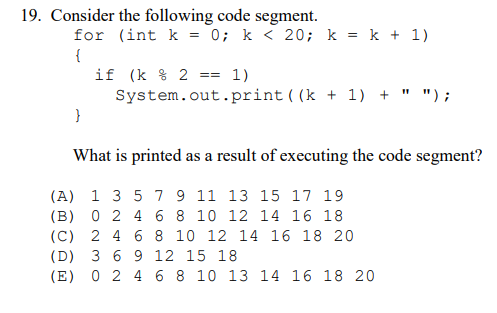 19. Consider the following code segment.
for (int k = 0; k < 20; k = k + 1)
{
if (k % 2 == 1)
System.out.print((k + 1) + " ");
}
What is printed as a result of executing the code segment?
(A) 1 3 5 7 9 11 13 15 17 19
(B) 0 2 4 6 8 10 12 14 16 18
(C) 2 4 6 8 10 12 14 16 18 20
(D) 3 6 9 12 15 18
(E) 0 2 4 6 8 10 13 14 16 18 20